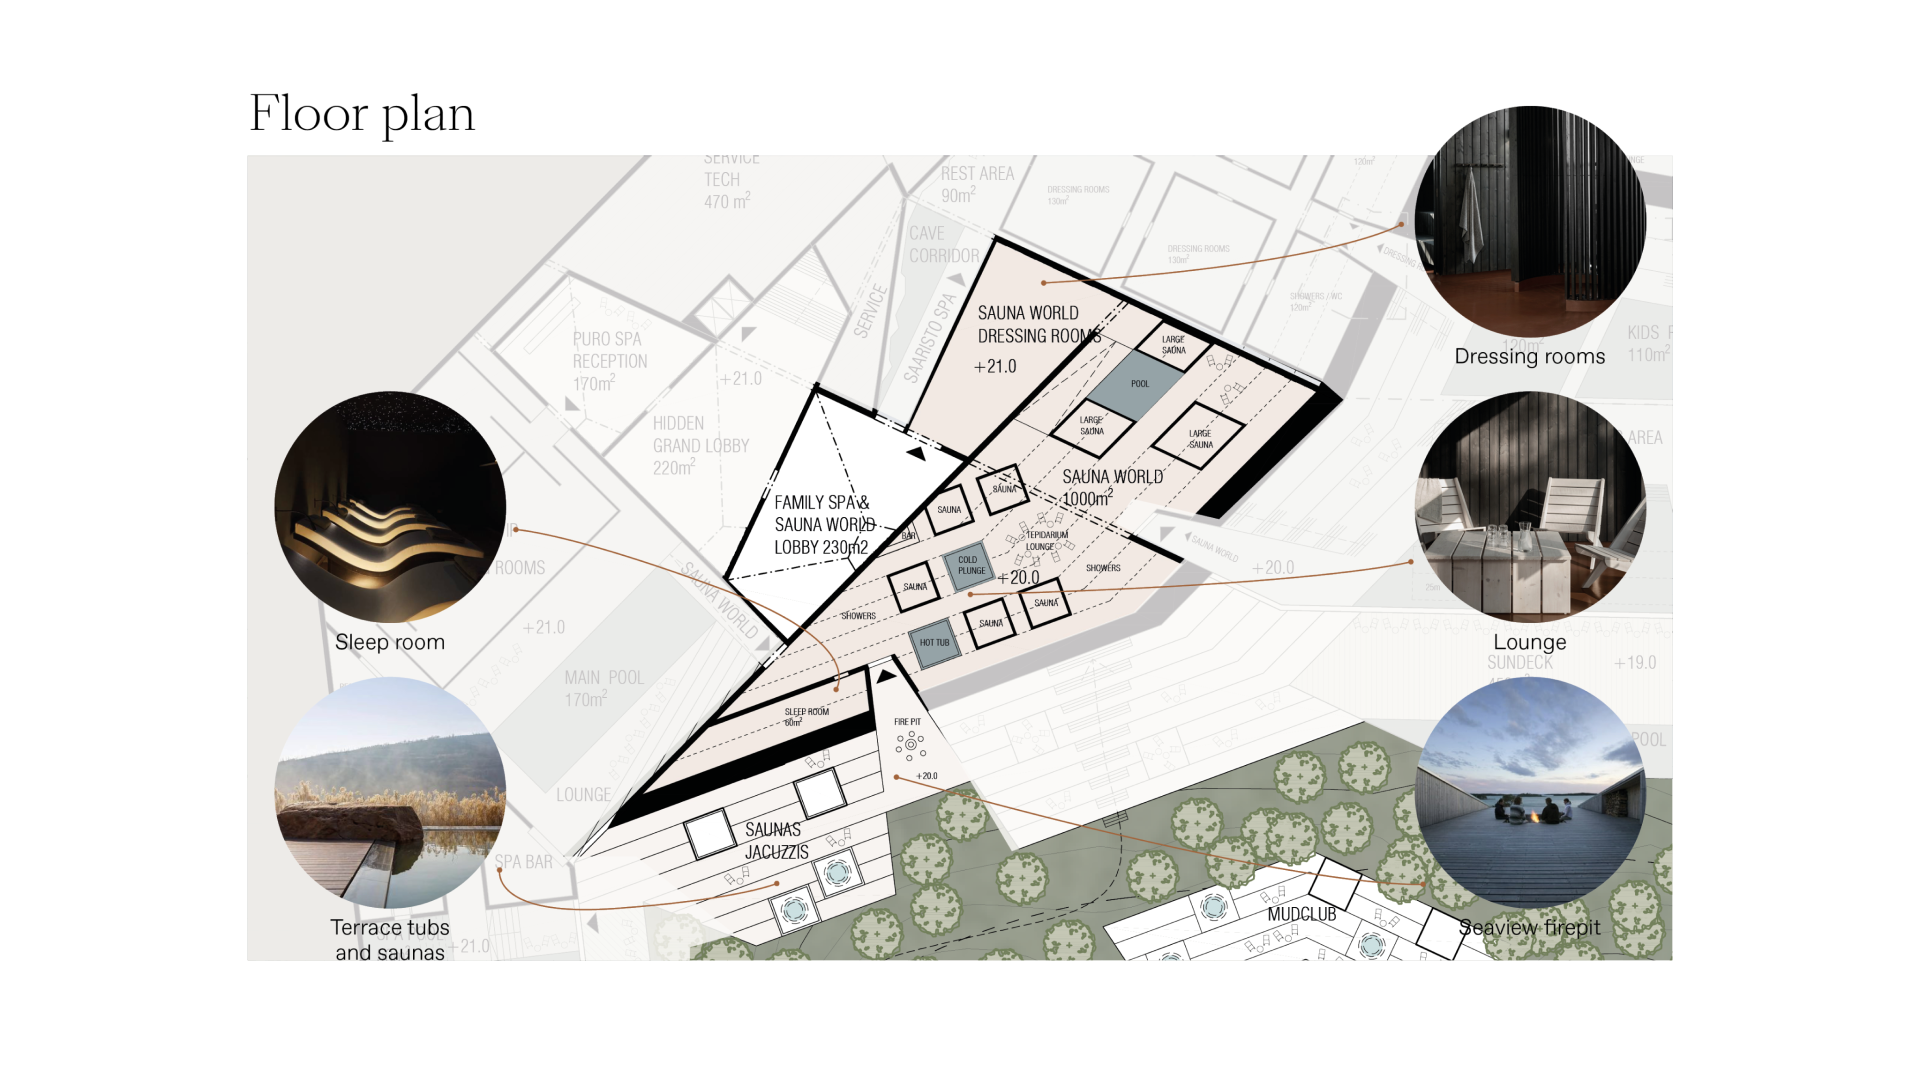 Floor plan
SERVICE
TECH
470 m²
REST AREA
90m²
DRESSING ROOMS
130m²
120m²
CAVE
CORRIDOR
DRESSING ROOMS
130m²
SERVICE
SAARISTO SPA
SHOWERS / WC
120m²
KIDS
110m²
120m²
Dressing rooms
SAUNA WORLD
DRESSING ROOMS
+21.0
LARGE
SAUNA
POOL
LARGE
SAUNA
LARGE
SAUNA
PURO SPA
RECEPTION
170m²
+21.0
HIDDEN
GRAND LOBBY
220m²
AREA
SAUNA WORLD
1000m²
SAUNA
SAUNA
FAMILY SPA &
SAUNA WORLD
LOBBY 230m2
BAR
TEPIDARIUM
LOUNGE
COLD
PLUNGE
+20.0
SHOWERS
SAUNA WORLD
+20.0
ROOMS
SAUNA WORLD
SAUNA
SAUNA
SAUNA
SHOWERS
HOT TUB
+21.0
Sleep room
Lounge
SUNDECK
+19.0
MAIN POOL
170m²
SLEEP ROOM
60m²
FIRE PIT
+20.0
POOL
LOUNGE
SAUNAS
JACUZZIS
SPA BAR
MUDCLUB
Terrace tubs
and saunas
+21.0
Seaview firepit